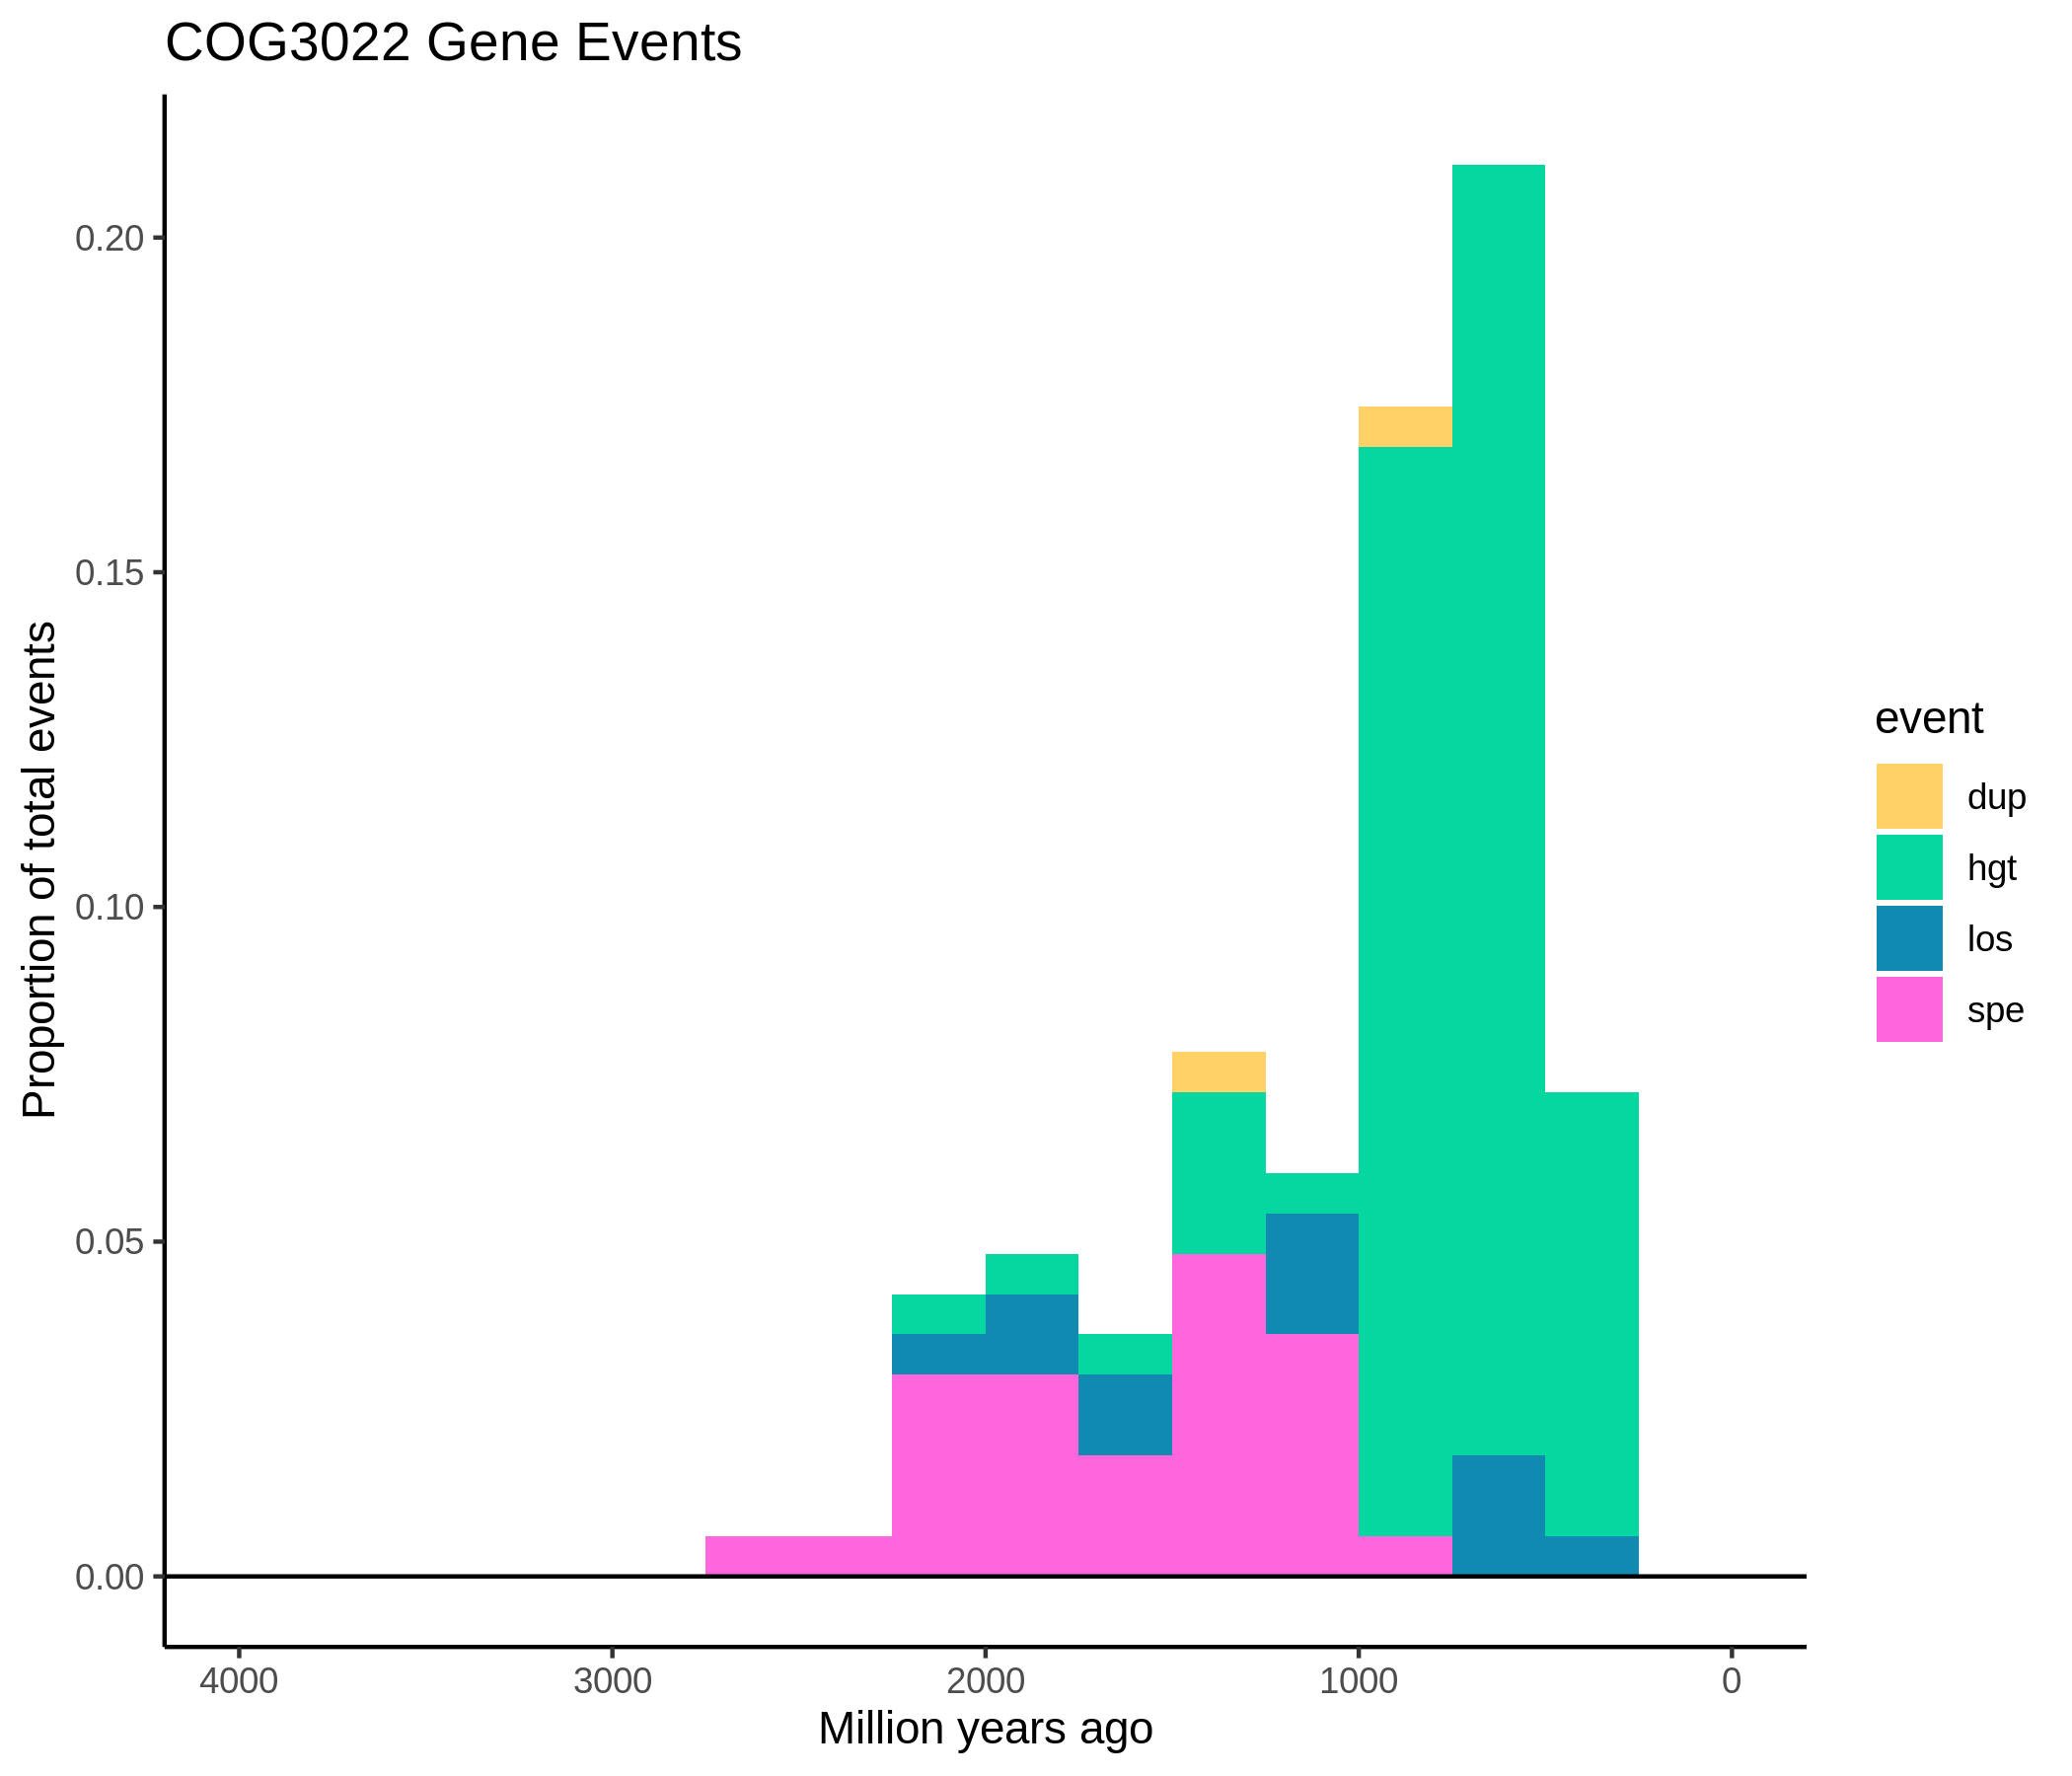 COG3022 Gene Events
Proportion of total events
0.20
0.15
0.10
0.05
0.00
4000 3000 2000 1000 0
Million years ago
event
dup
hgt
los
spe